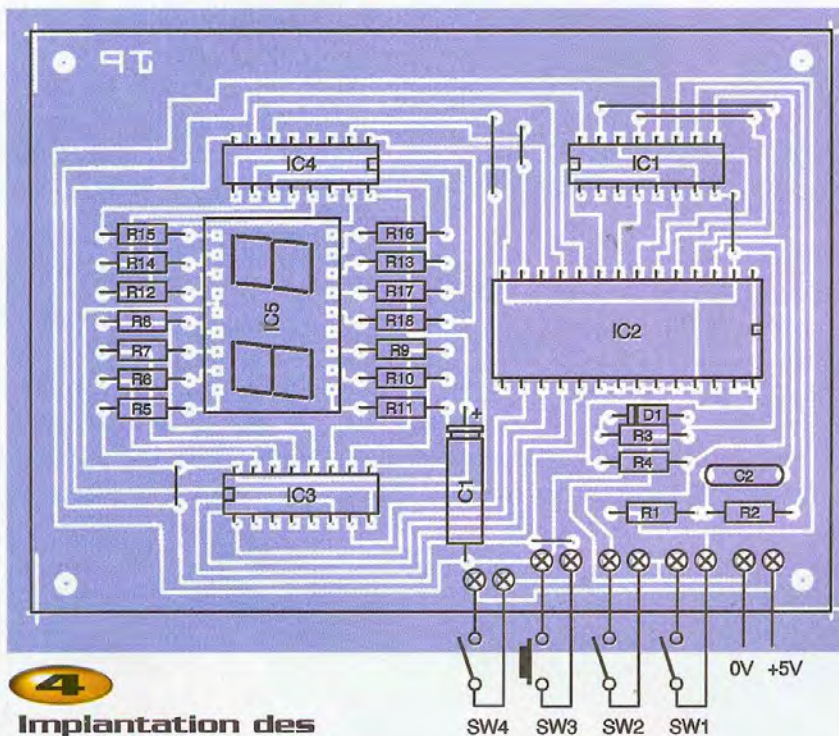 IC4
IC1
R15
R16
R14
R13
R12
R17
R8
R18
IC5
IC2
R7
R9
R6
R10
R5
R11
D1
R3
R4
C1
C2
IC3
R1
R2
+
0V
+5V
SW4
SW3
SW2
SW1
4
Implantation des